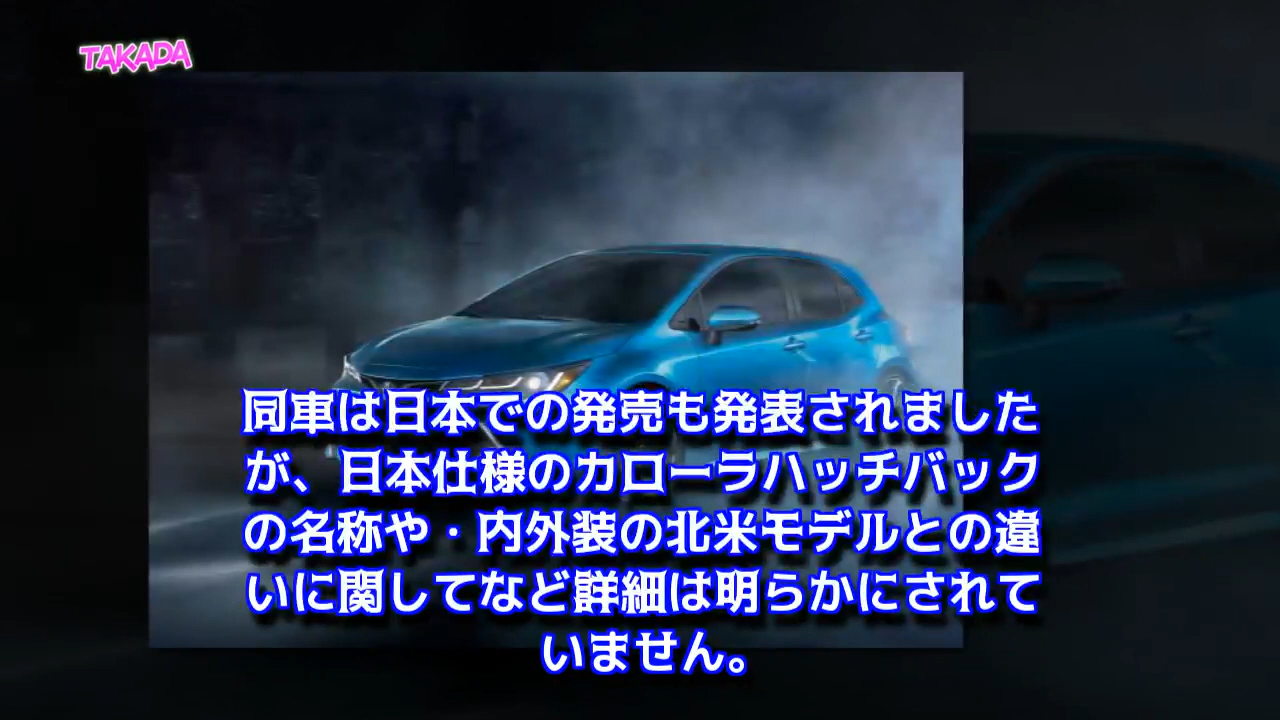 TAKADA
同車は日本での発売も発表されました
が、日本仕様のカローラハッチバック
の名称や・内外装の北米モデルとの違
いに関してなど詳細は明らかにされて
いません。